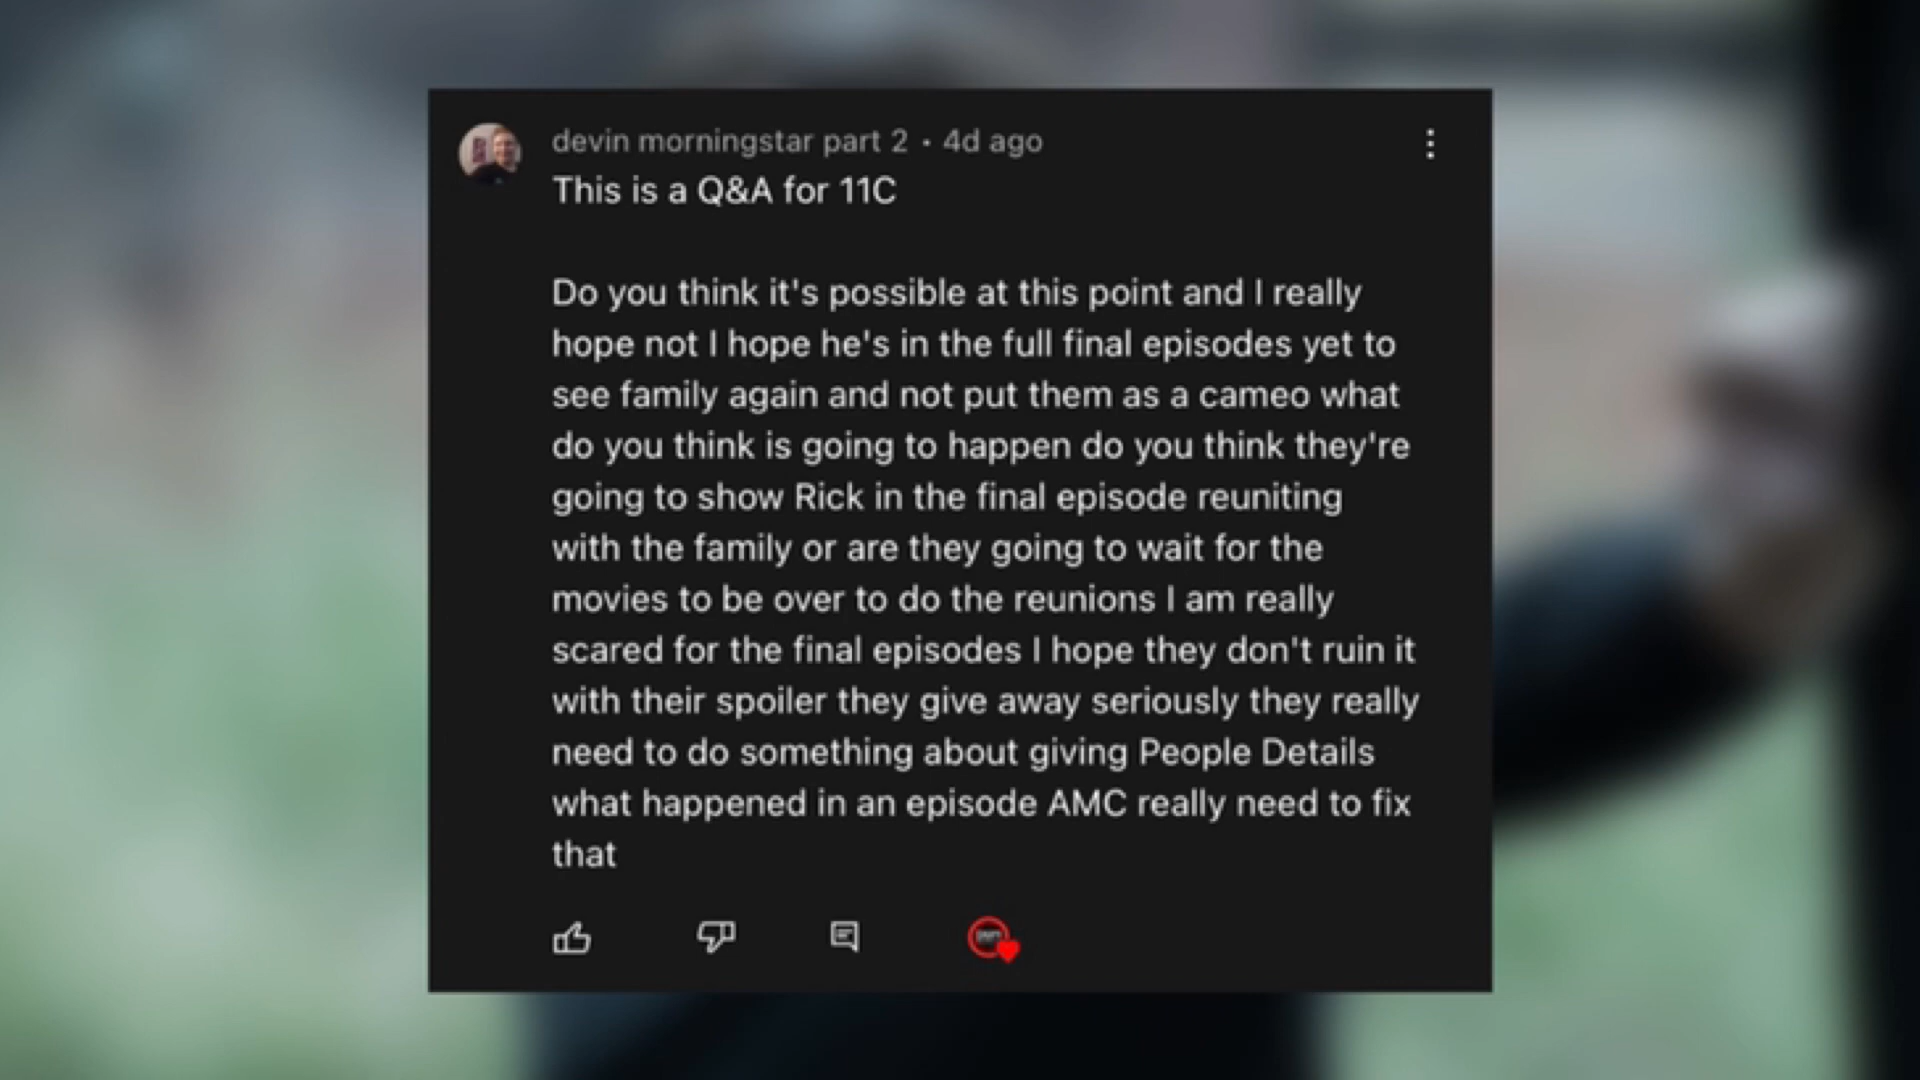 devin morningstar part 2 • 4d ago
This is a Q&A for 11C
Do you think it's possible at this point and I really
hope not I hope he's in the full final episodes yet to
see family again and not put them as a cameo what
do you think is going to happen do you think they're
going to show Rick in the final episode reuniting
with the family or are they going to wait for the
movies to be over to do the reunions I am really
scared for the final episodes I hope they don't ruin it
with their spoiler they give away seriously they really
need to do something about giving People Details
what happened in an episode AMC really need to fix
that